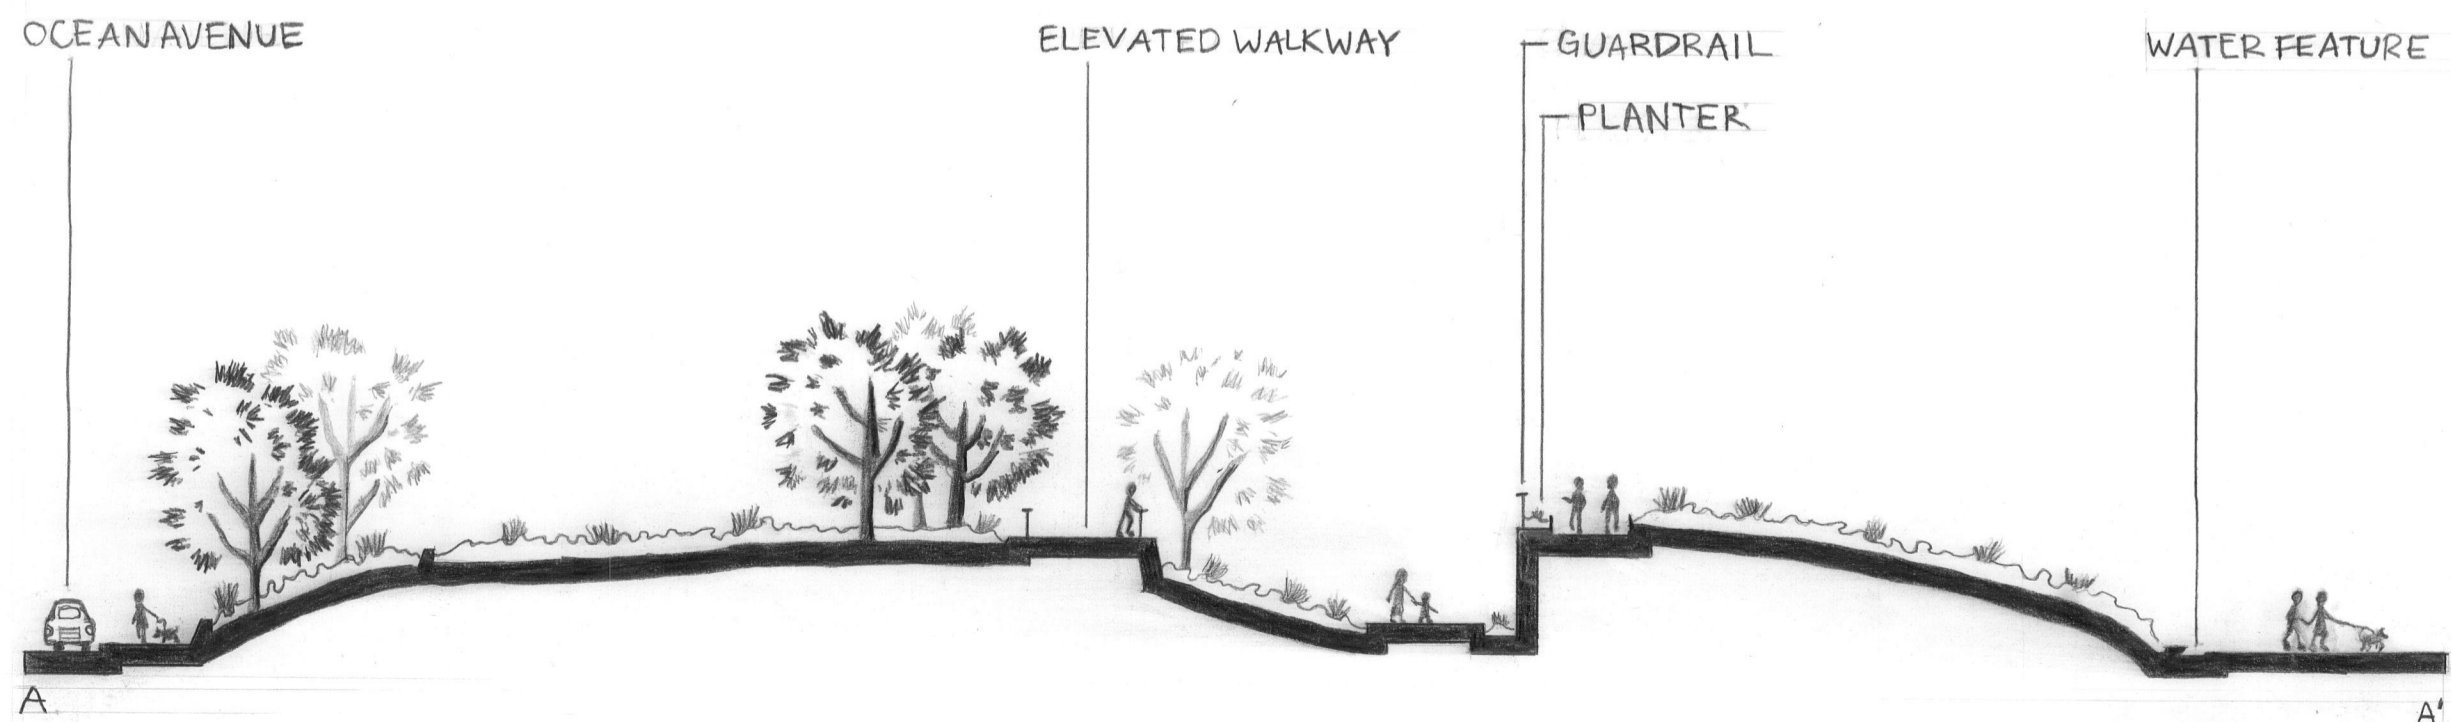 OCEAN AVENUE
ELEVATED WALKWAY
GUARDRAIL
PLANTER
WATER FEATURE
A
A'